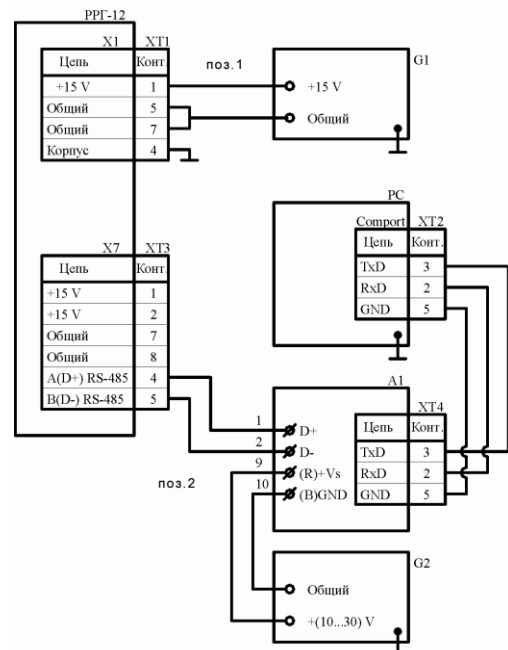 РРГ-12
X1 XT1
Цепь Конт.
+15 V 1
Общий 5
Общий 7
Корпус 4
поз.1
G1
+15 V
Общий
PC
Comport XT2
Цепь Конт.
TxD 3
RxD 2
GND 5
X7 XT3
Цепь Конт.
+15 V 1
+15 V 2
Общий 7
Общий 8
A(D+) RS-485 4
B(D-) RS-485 5
A1
1 D+
2 D-
9 (R)+Vs
10 (B)GND
XT4
Цепь Конт.
TxD 3
RxD 2
GND 5
поз.2
G2
Общий
+(10...30) V